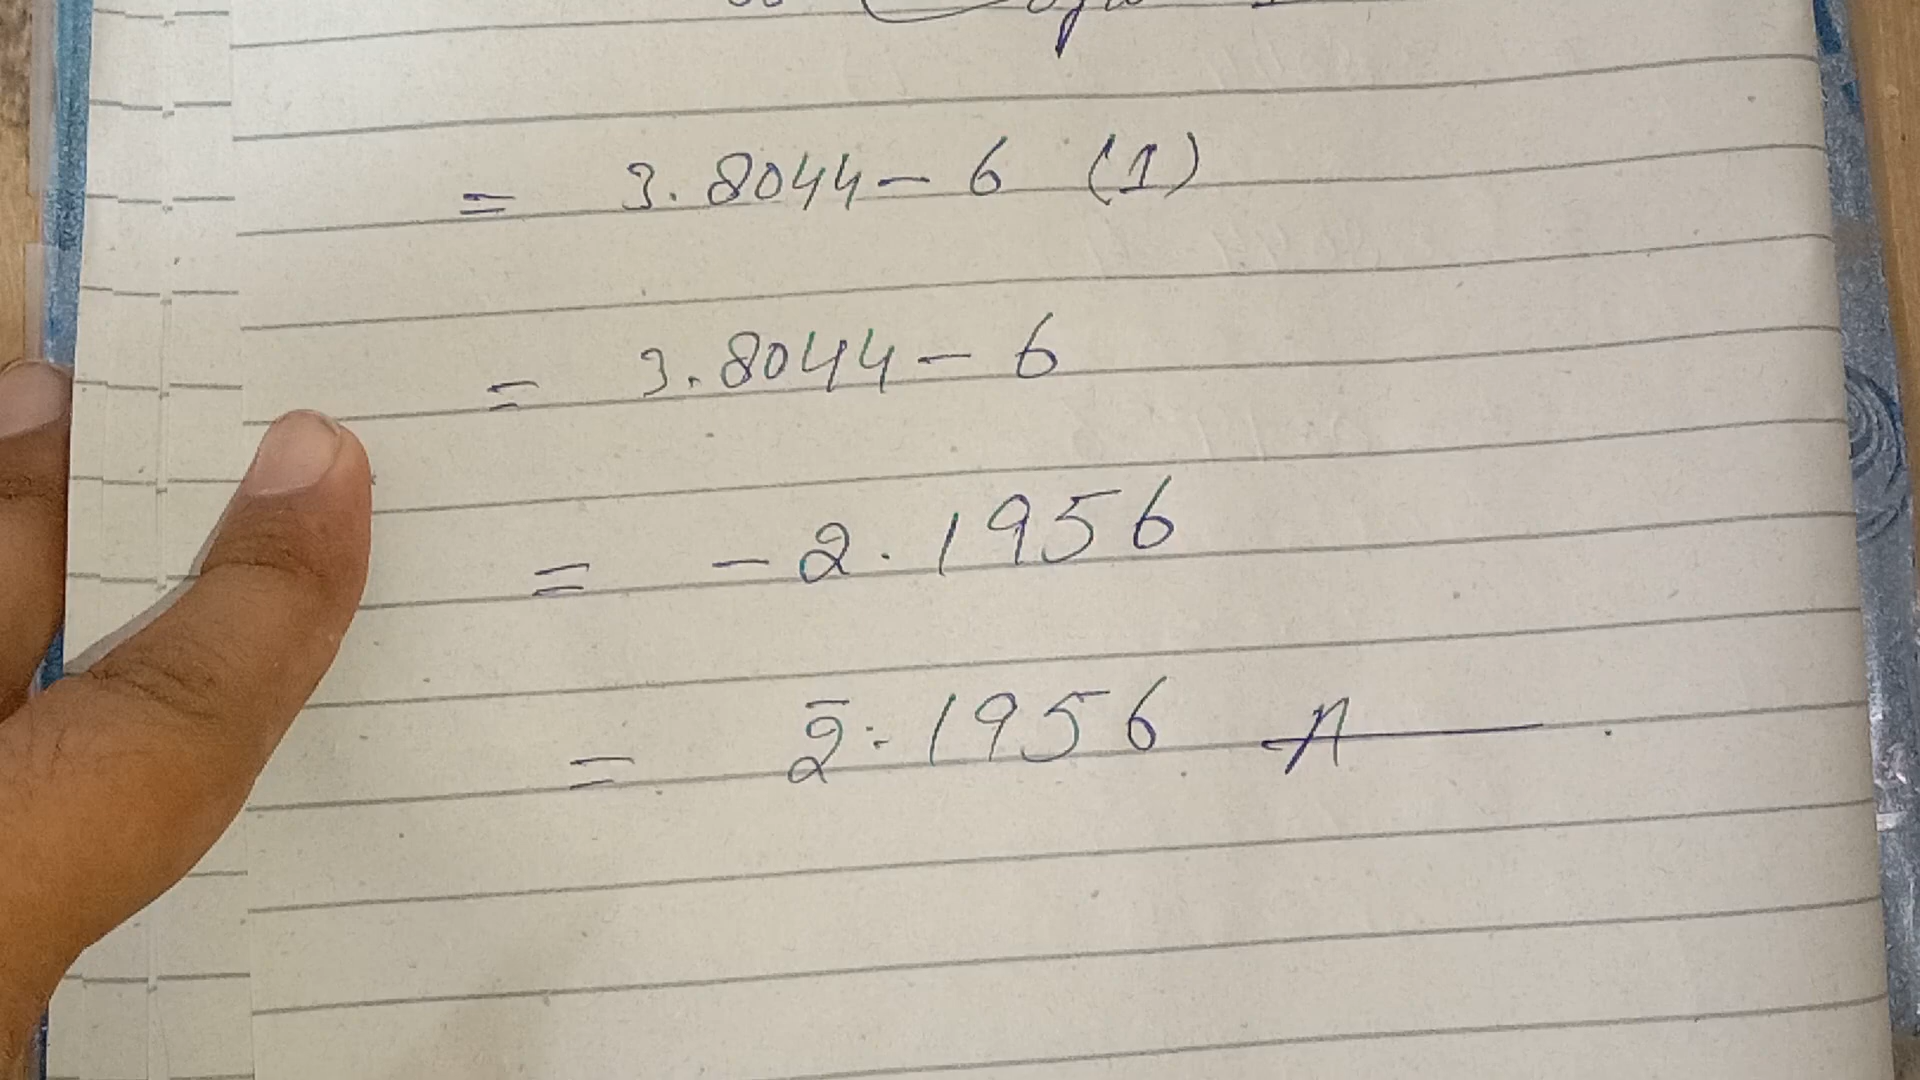 = 3.8044 - 6 (1)
= 3.8044 - 6
= - 2.1956
= 2̄.1956 A